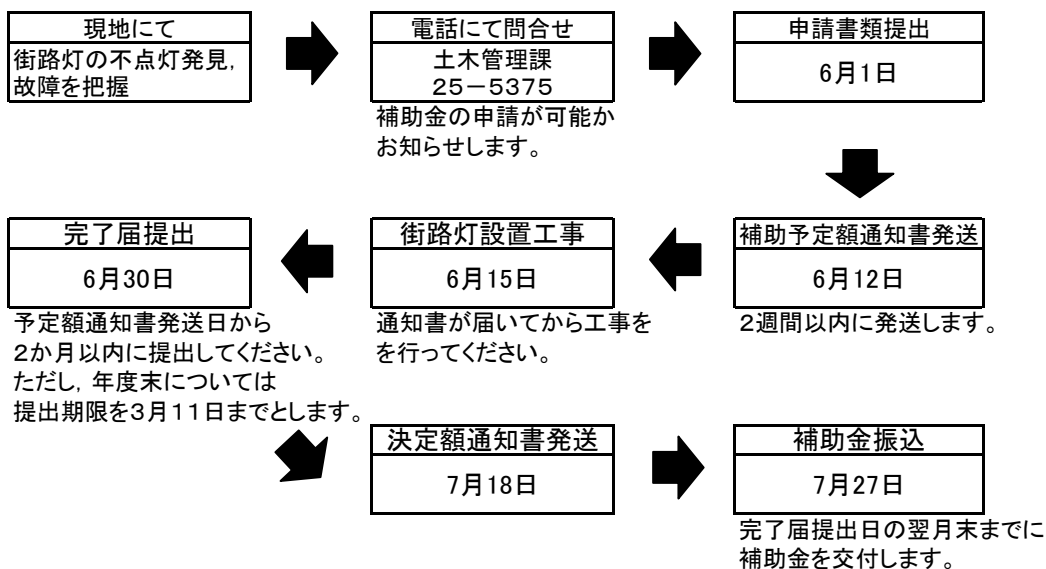 現地にて
街路灯の不点灯発見，
故障を把握
電話にて問合せ
土木管理課
２５－５３７５
補助金の申請が可能か
お知らせします。
申請書類提出
6月1日
補助予定額通知書発送
6月12日
２週間以内に発送します。
街路灯設置工事
6月15日
通知書が届いてから工事を
を行ってください。
完了届提出
6月30日
予定額通知書発送日から
２か月以内に提出してください。
ただし，年度末については
提出期限を３月１１日までとします。
決定額通知書発送
7月18日
補助金振込
7月27日
完了届提出日の翌月末までに
補助金を交付します。